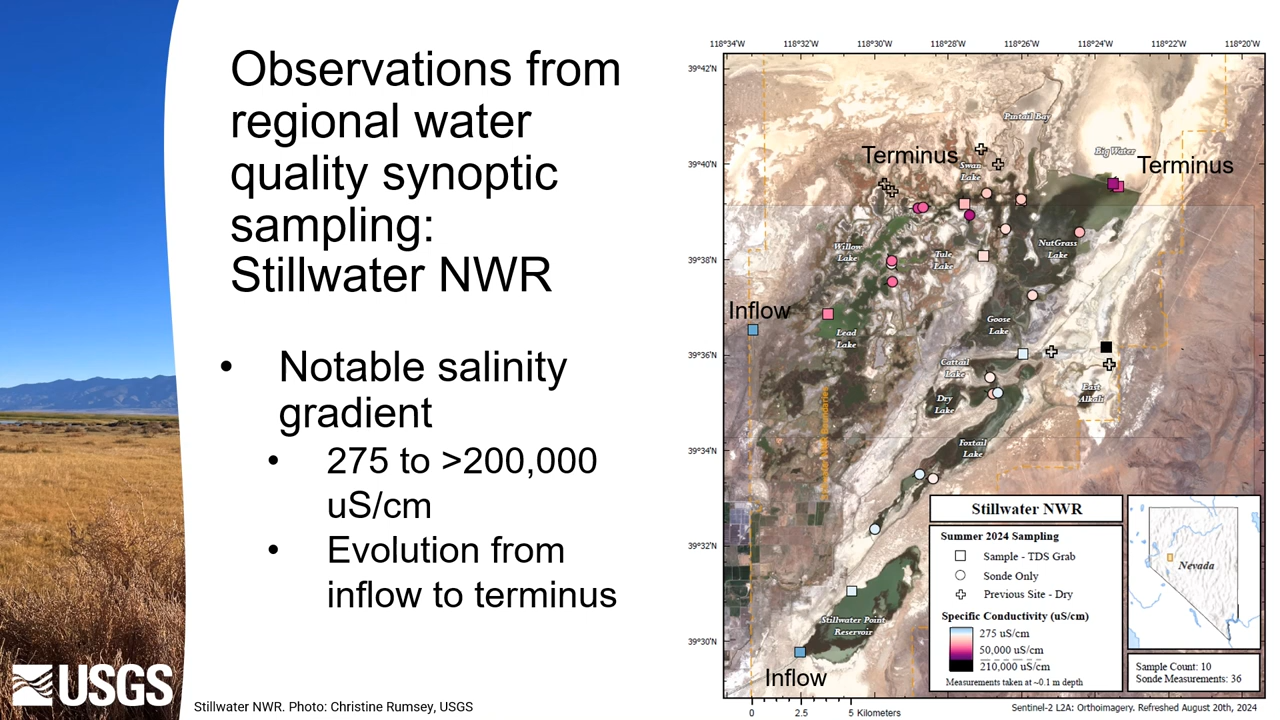 Observations from
regional water
quality synoptic
sampling:
Stillwater NWR
• Notable salinity
gradient
• 275 to >200,000
uS/cm
• Evolution from
inflow to terminus
USGS
Stillwater NWR. Photo: Christine Rumsey, USGS
118°34'W 118°32'W 118°30'W 118°28'W 118°26'W 118°24'W 118°22'W 118°20'W
39°42'N
39°40'N
39°38'N
39°36'N
39°34'N
39°32'N
39°30'N
Pintail Bay
Big Water
Terminus
Swan
Lake
Terminus
Willow
Lake
Tule
Lake
NutGrass
Lake
Inflow
Lead
Lake
Goose
Lake
Cattail
Lake
Dry
Lake
East
Alkali
Foxtail
Lake
Stillwater Point
Reservoir
Inflow
Stillwater NWR
Summer 2024 Sampling
Sample - TDS Grab
Sonde Only
Previous Site - Dry
Specific Conductivity (uS/cm)
275 uS/cm
50,000 uS/cm
210,000 uS/cm
Measurements taken at ~0.1 m depth
Nevada
Sample Count: 10
Sonde Measurements: 36
0 2.5 5 Kilometers
Sentinel-2 L2A: Orthoimagery. Refreshed August 20th, 2024